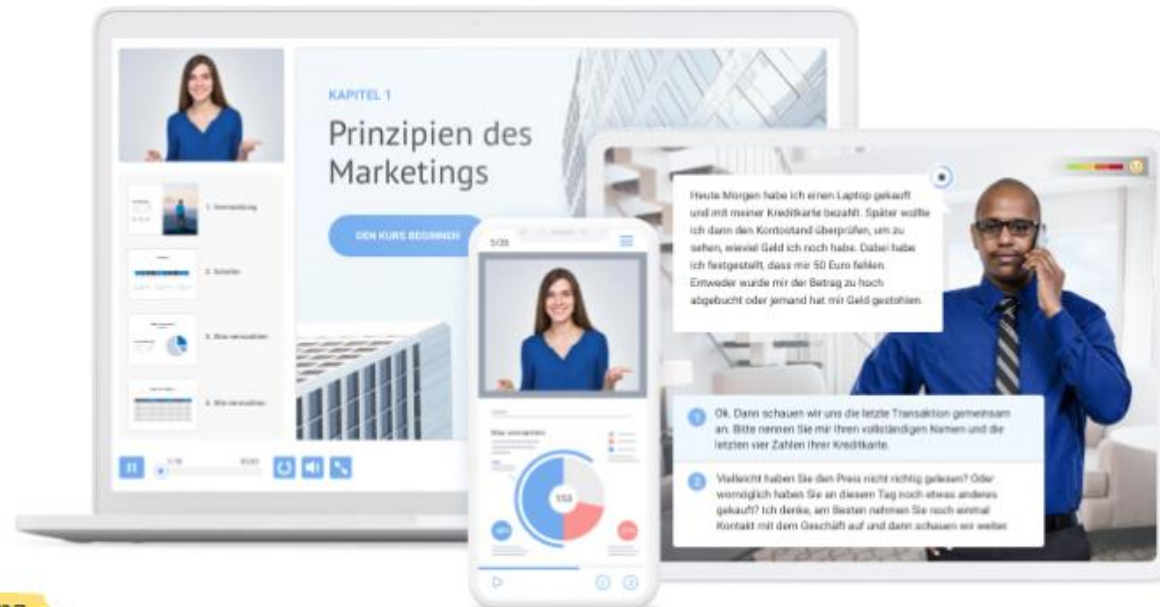 KAPITEL 1
Prinzipien des
Marketings
DEN KURS BEGINNEN
5/20
Heute Morgen habe ich einen Laptop gekauft
und mit meiner Kreditkarte bezahlt. Später wollte
ich dann den Kontostand überprüfen, um zu
sehen, wieviel Geld ich noch habe. Dabei habe
ich festgestellt, dass mir 50 Euro fehlen.
Entweder wurde mir der Betrag zu hoch
abgebucht oder jemand hat mir Geld gestohlen.
1 Ok. Dann schauen wir uns die letzte Transaktion gemeinsam
an. Bitte nennen Sie mir Ihren vollständigen Namen und die
letzten vier Zahlen Ihrer Kreditkarte.
2 Vielleicht haben Sie den Preis nicht richtig gelesen? Oder
womöglich haben Sie an diesem Tag noch etwas anderes
gekauft? Ich denke, am Besten nehmen Sie noch einmal
Kontakt mit dem Geschäft auf und dann schauen wir weiter.
153